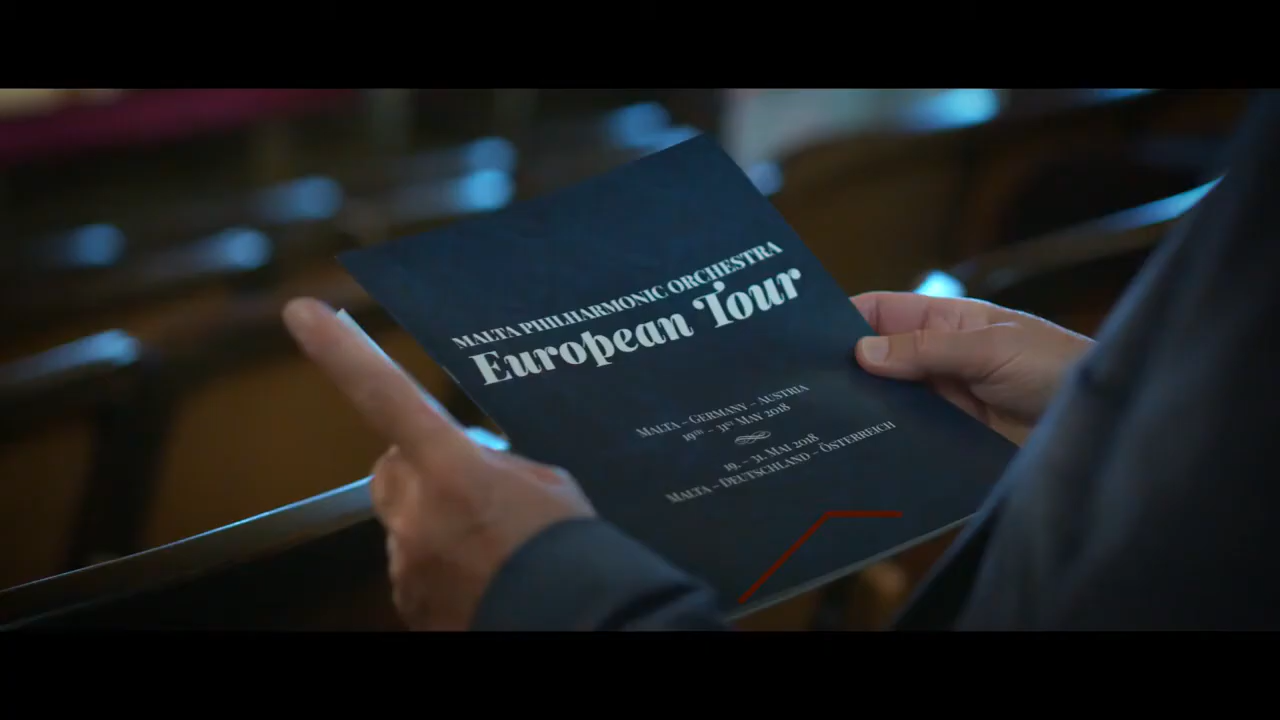 MALTA PHILHARMONIC ORCHESTRA
European Tour
MALTA – GERMANY – AUSTRIA
19TH – 31ST MAY 2018
19. – 31. MAI 2018
MALTA – DEUTSCHLAND – ÖSTERREICH